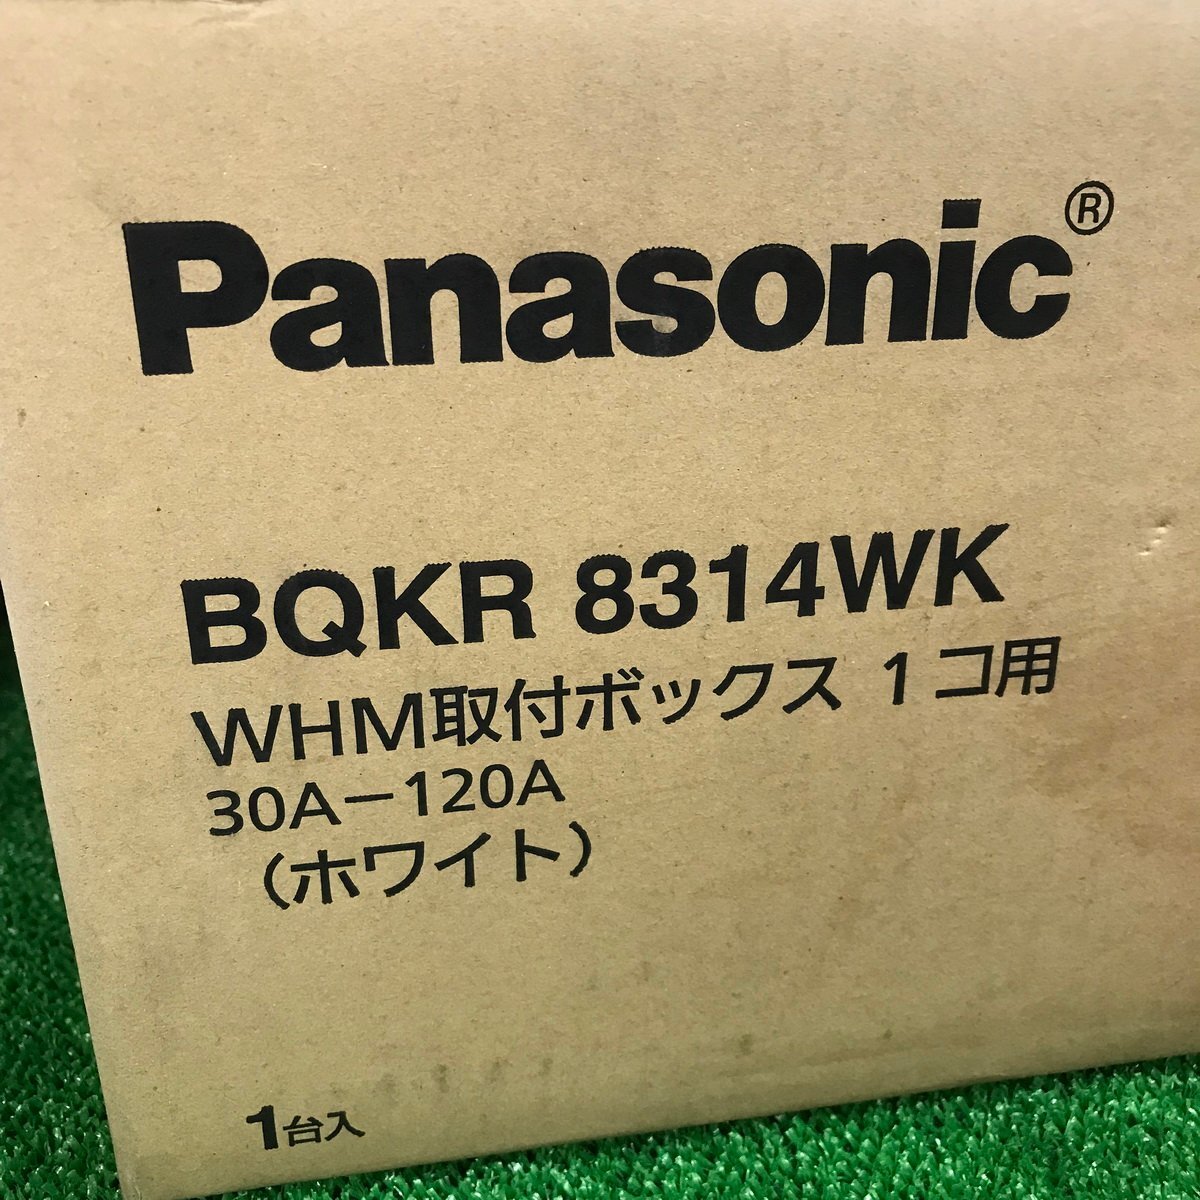 Panasonic®
BQKR 8314WK
WHM取付ボックス 1コ用
30A－120A
（ホワイト）
1台入